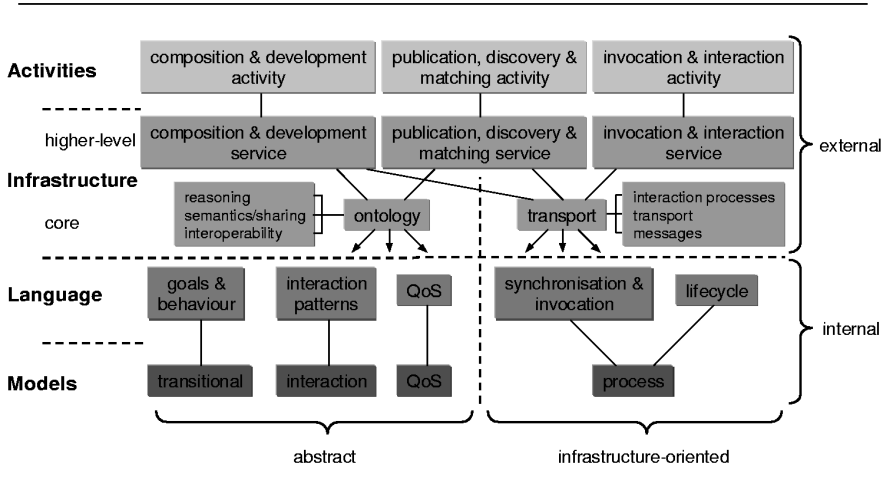 composition & development
activity
publication, discovery &
matching activity
invocation & interaction
activity
Activities
higher-level
composition & development
service
publication, discovery &
matching service
invocation & interaction
service
external
Infrastructure
core
reasoning
semantics/sharing
interoperability
ontology
transport
interaction processes
transport
messages
Language
goals &
behaviour
interaction
patterns
QoS
synchronisation &
invocation
lifecycle
internal
Models
transitional
interaction
QoS
process
abstract
infrastructure-oriented